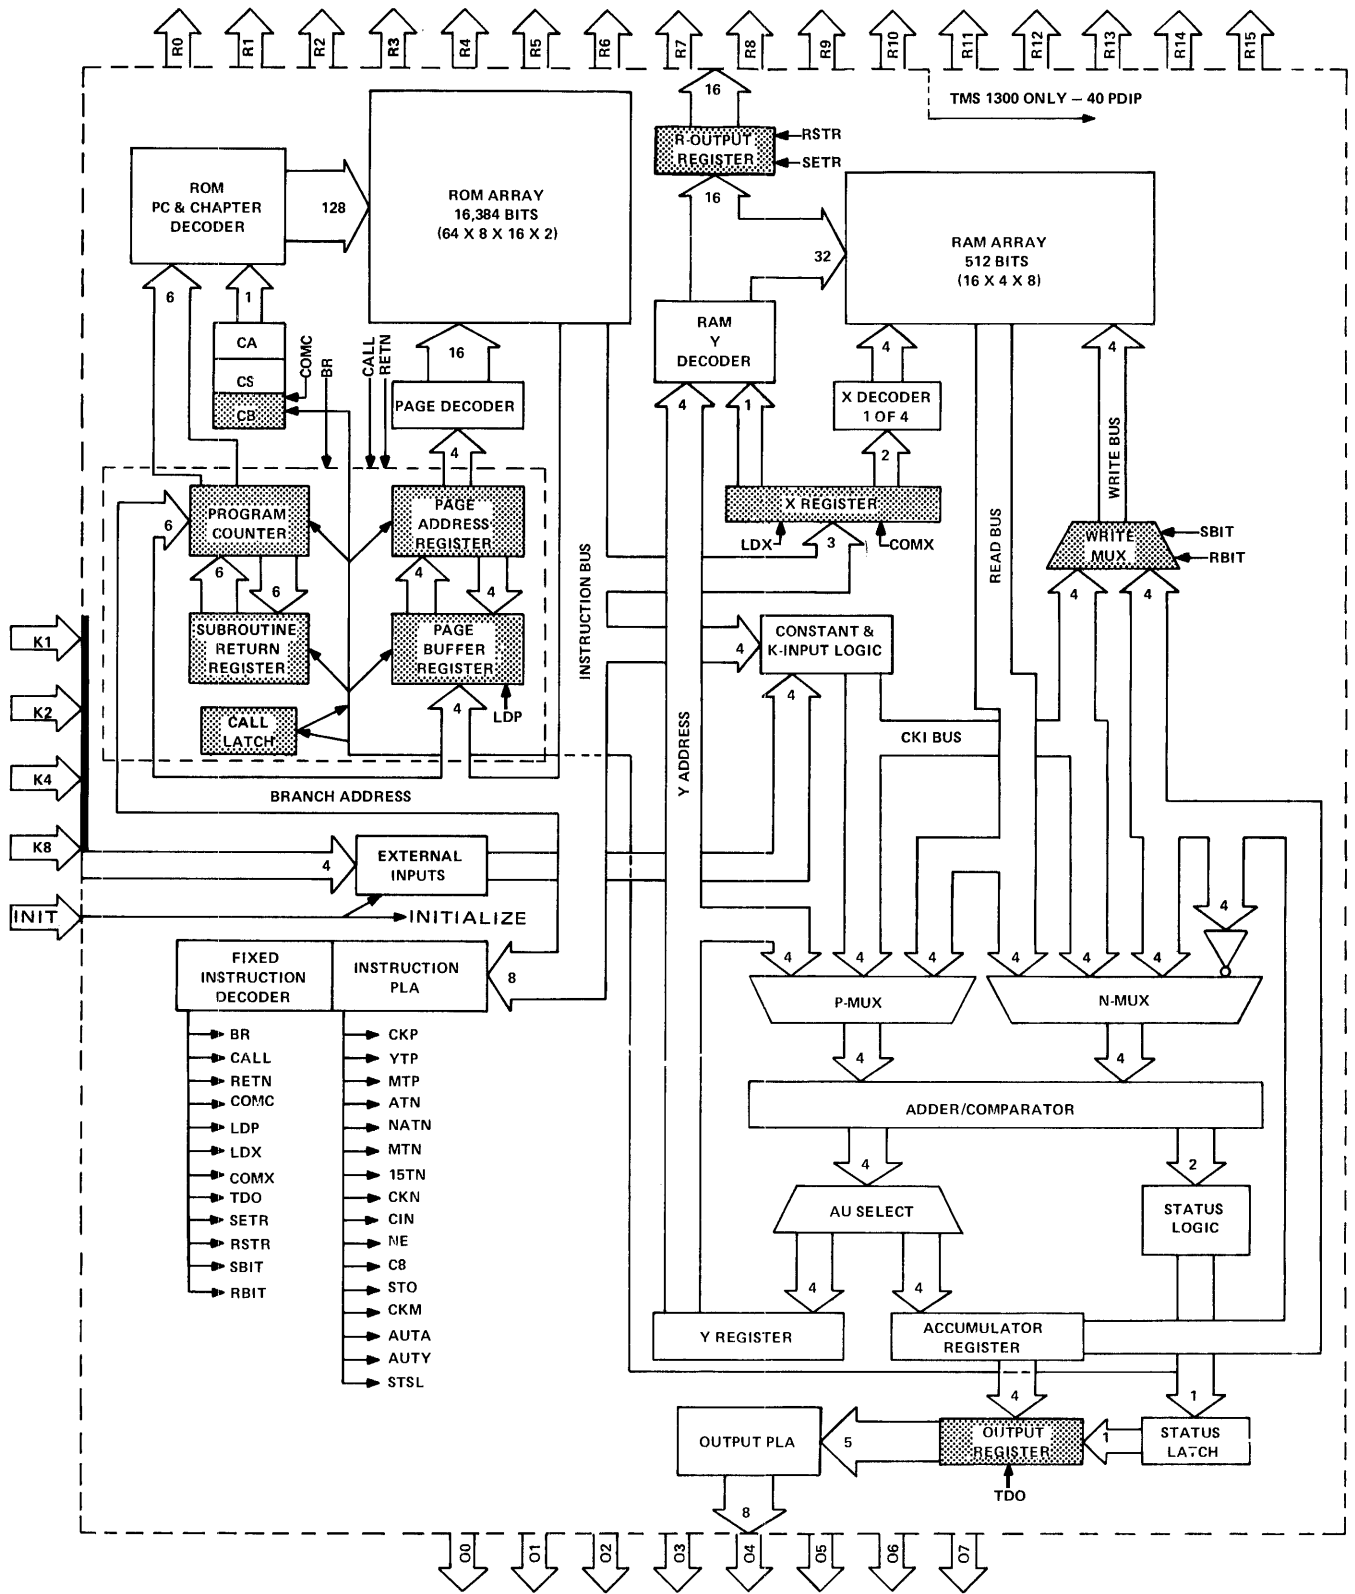 R0 R1 R2 R3 R4 R5 R6 R7 R8 R9 R10 R11 R12 R13 R14 R15
TMS 1300 ONLY – 40 PDIP
16
R-OUTPUT
REGISTER
RSTR
SETR
16
ROM
PC & CHAPTER
DECODER
128
ROM ARRAY
16,384 BITS
(64 X 8 X 16 X 2)
RAM ARRAY
512 BITS
(16 X 4 X 8)
32
6
1
CA
CS
CB
COMC
BR
CALL
RETN
16
PAGE DECODER
4
RAM
Y
DECODER
4
1
4
X DECODER
1 OF 4
2
4
WRITE BUS
READ BUS
6
PROGRAM
COUNTER
PAGE
ADDRESS
REGISTER
X REGISTER
LDX
COMX
3
WRITE
MUX
SBIT
RBIT
4
4
6
6
4
4
SUBROUTINE
RETURN
REGISTER
PAGE
BUFFER
REGISTER
INSTRUCTION BUS
4
CONSTANT &
K-INPUT LOGIC
4
K1
K2
K4
K8
CALL
LATCH
4
LDP
Y ADDRESS
CKI BUS
BRANCH ADDRESS
4
EXTERNAL
INPUTS
INIT
INITIALIZE
4
FIXED
INSTRUCTION
DECODER
INSTRUCTION
PLA
8
4
4
4
4
4
4
P-MUX
N-MUX
BR
CALL
RETN
COMC
LDP
LDX
COMX
TDO
SETR
RSTR
SBIT
RBIT
CKP
YTP
MTP
ATN
NATN
MTN
15TN
CKN
CIN
NE
C8
STO
CKM
AUTA
AUTY
STSL
4
4
ADDER/COMPARATOR
4
2
AU SELECT
STATUS
LOGIC
4
4
Y REGISTER
ACCUMULATOR
REGISTER
4
1
OUTPUT PLA
5
OUTPUT
REGISTER
1
STATUS
LATCH
TDO
8
O0 O1 O2 O3 O4 O5 O6 O7